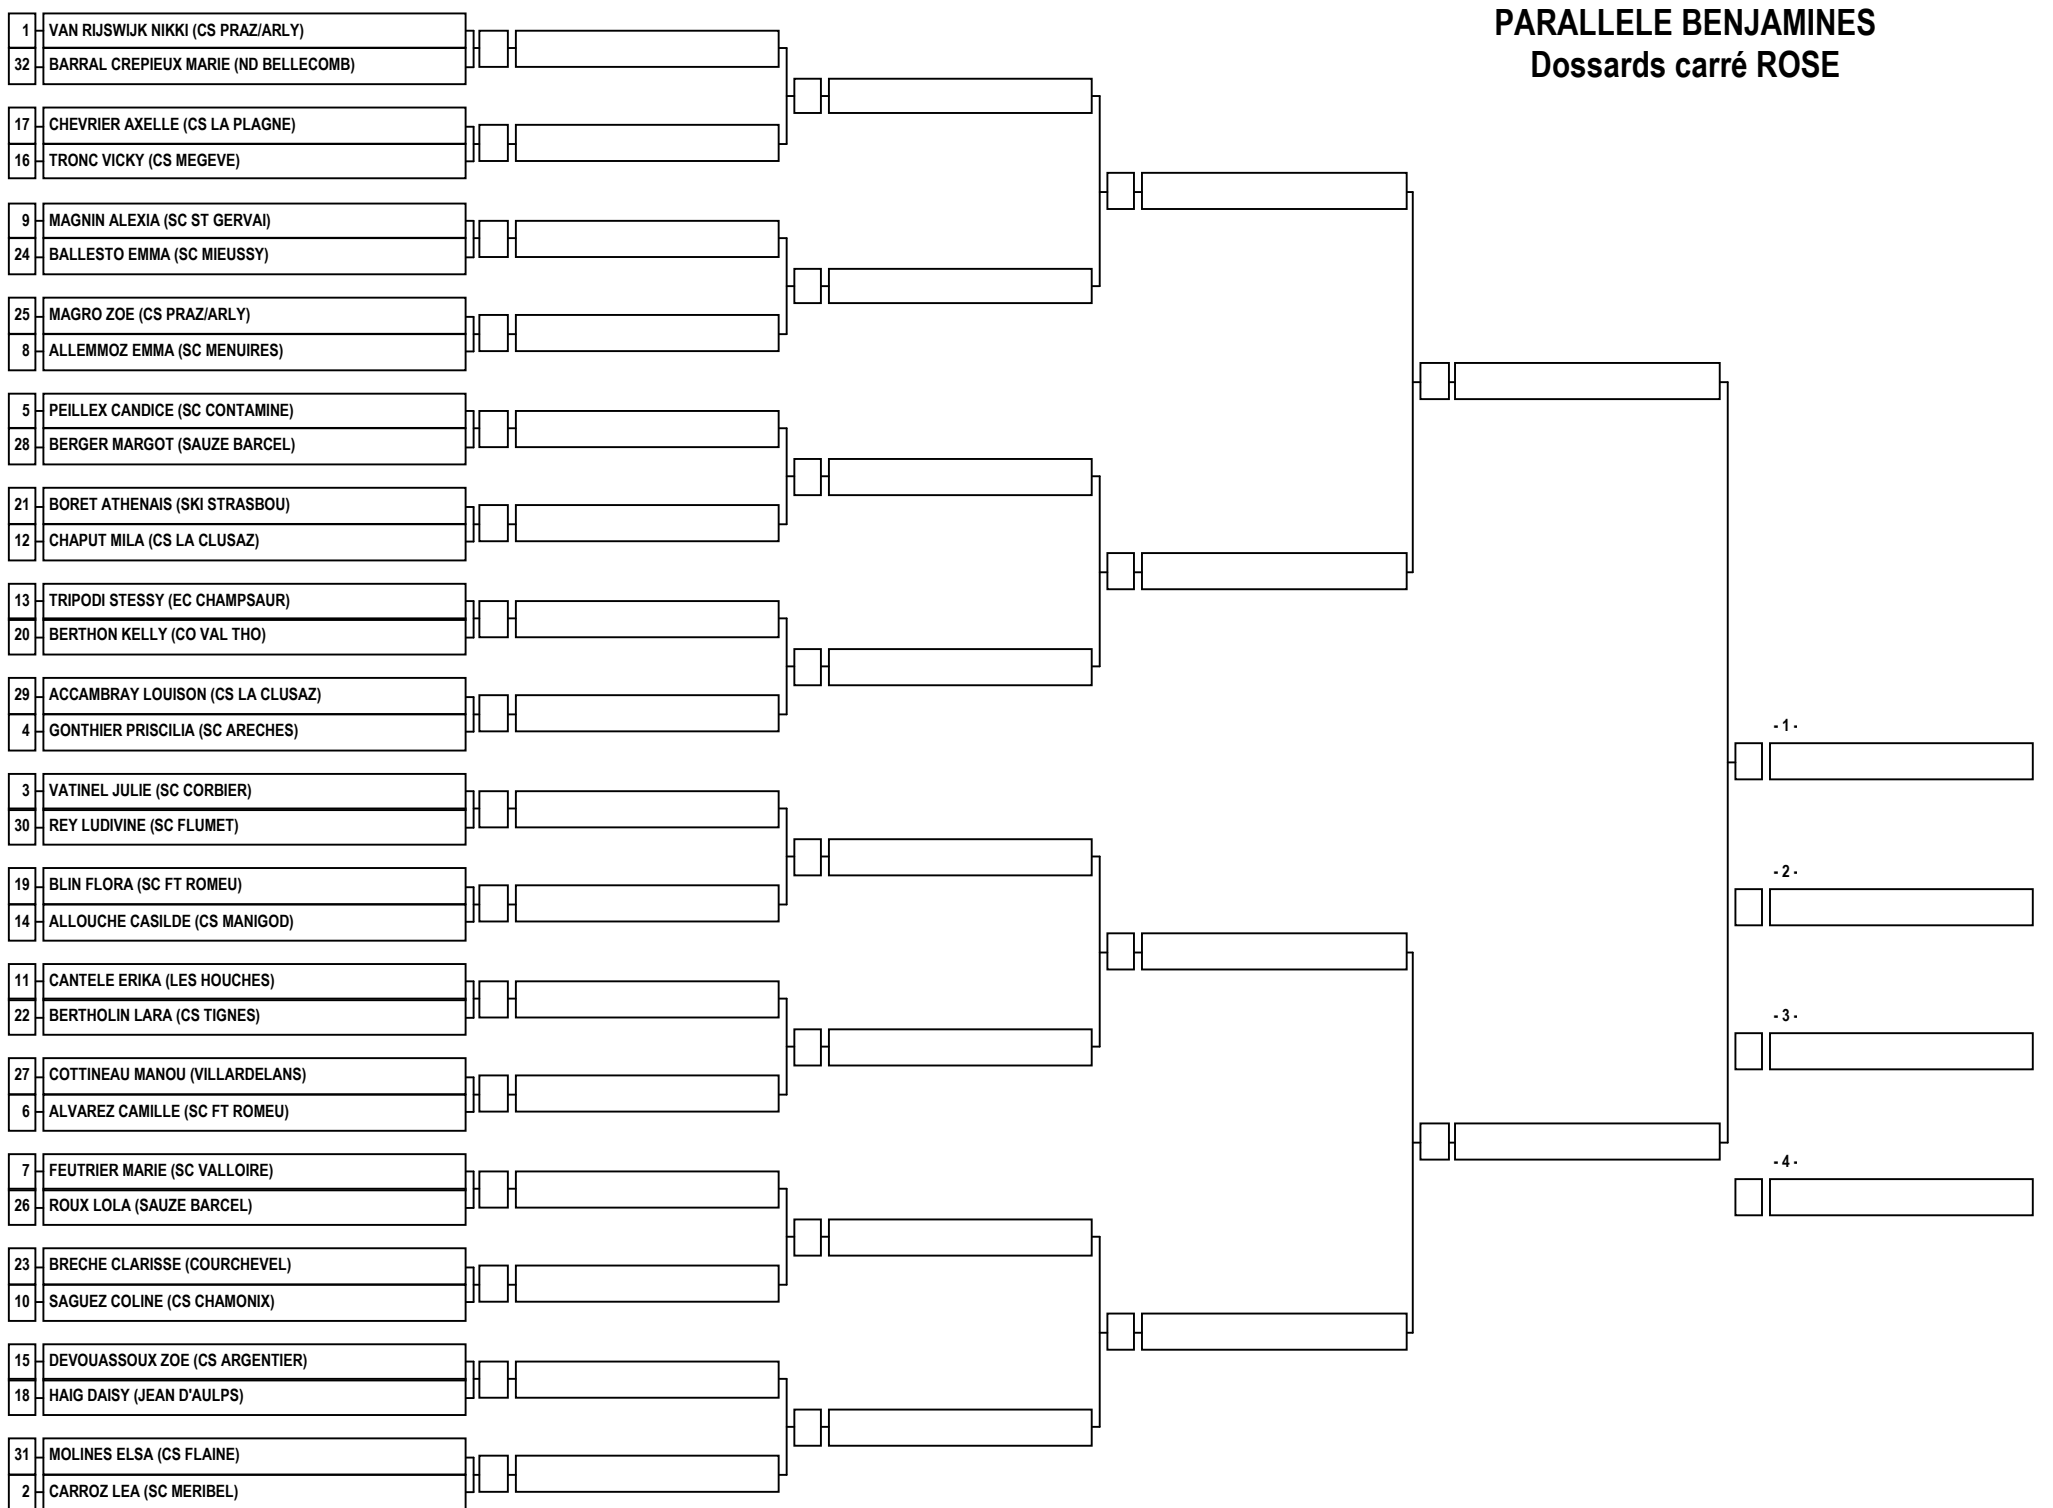 PARALLELE BENJAMINES
Dossards carré ROSE
1 VAN RIJSWIJK NIKKI (CS PRAZ/ARLY)
32 BARRAL CREPIEUX MARIE (ND BELLECOMB)
17 CHEVRIER AXELLE (CS LA PLAGNE)
16 TRONC VICKY (CS MEGEVE)
9 MAGNIN ALEXIA (SC ST GERVAI)
24 BALLESTO EMMA (SC MIEUSSY)
25 MAGRO ZOE (CS PRAZ/ARLY)
8 ALLEMMOZ EMMA (SC MENUIRES)
5 PEILLEX CANDICE (SC CONTAMINE)
28 BERGER MARGOT (SAUZE BARCEL)
21 BORET ATHENAIS (SKI STRASBOU)
12 CHAPUT MILA (CS LA CLUSAZ)
13 TRIPODI STESSY (EC CHAMPSAUR)
20 BERTHON KELLY (CO VAL THO)
29 ACCAMBRAY LOUISON (CS LA CLUSAZ)
4 GONTHIER PRISCILIA (SC ARECHES)
3 VATINEL JULIE (SC CORBIER)
30 REY LUDIVINE (SC FLUMET)
19 BLIN FLORA (SC FT ROMEU)
14 ALLOUCHE CASILDE (CS MANIGOD)
11 CANTELE ERIKA (LES HOUCHES)
22 BERTHOLIN LARA (CS TIGNES)
27 COTTINEAU MANOU (VILLARDELANS)
6 ALVAREZ CAMILLE (SC FT ROMEU)
7 FEUTRIER MARIE (SC VALLOIRE)
26 ROUX LOLA (SAUZE BARCEL)
23 BRECHE CLARISSE (COURCHEVEL)
10 SAGUEZ COLINE (CS CHAMONIX)
15 DEVOUASSOUX ZOE (CS ARGENTIER)
18 HAIG DAISY (JEAN D'AULPS)
31 MOLINES ELSA (CS FLAINE)
2 CARROZ LEA (SC MERIBEL)
- 1 -
- 2 -
- 3 -
- 4 -